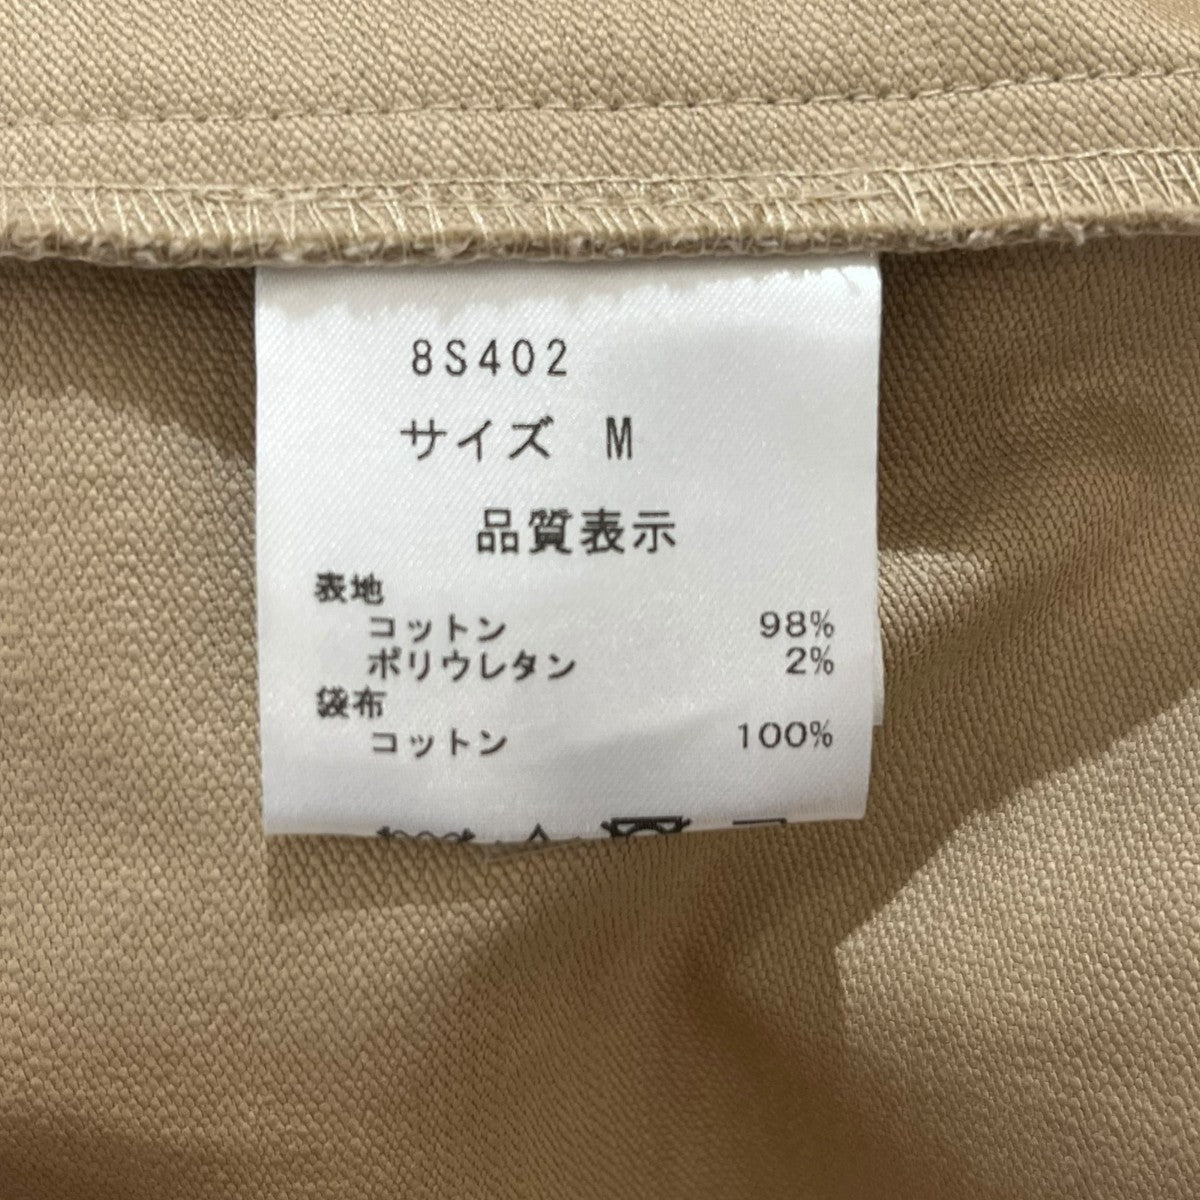 8S402
サイズ M
品質表示
表地
コットン 98%
ポリウレタン 2%
袋布
コットン 100%